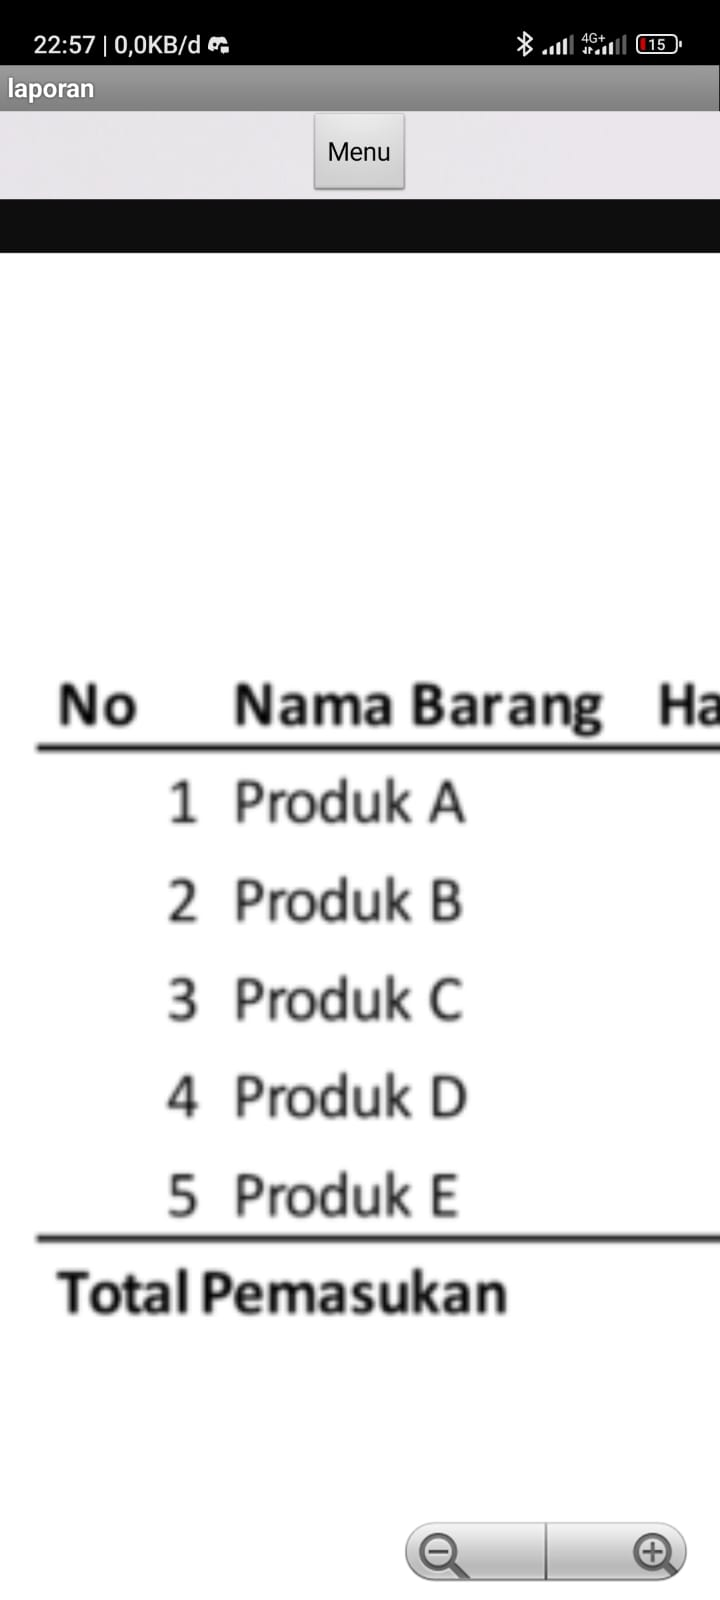 22:57 | 0,0KB/d
4G+
15
laporan
Menu
No Nama Barang Ha
1 Produk A
2 Produk B
3 Produk C
4 Produk D
5 Produk E
Total Pemasukan